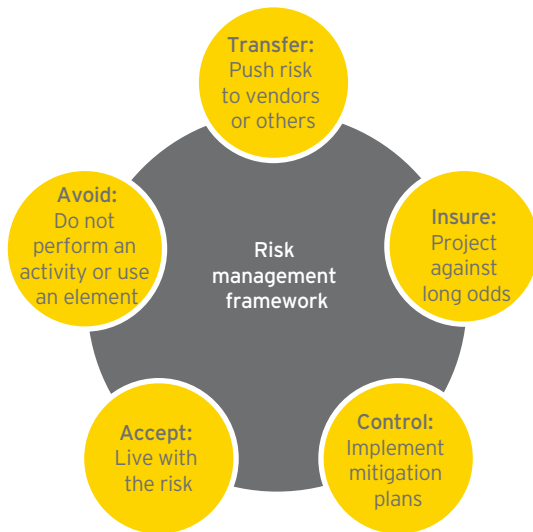 Transfer:
Push risk
to vendors
or others
Insure:
Project
against
long odds
Control:
Implement
mitigation
plans
Accept:
Live with
the risk
Avoid:
Do not
perform an
activity or use
an element
Risk
management
framework